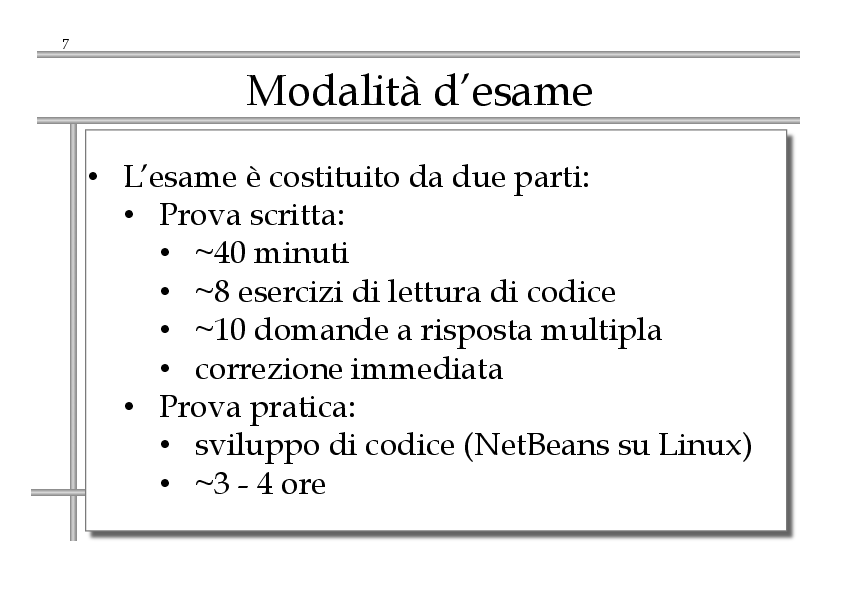 7
Modalità d’esame
• L’esame è costituito da due parti:
• Prova scritta:
• ~40 minuti
• ~8 esercizi di lettura di codice
• ~10 domande a risposta multipla
• correzione immediata
• Prova pratica:
• sviluppo di codice (NetBeans su Linux)
• ~3 - 4 ore